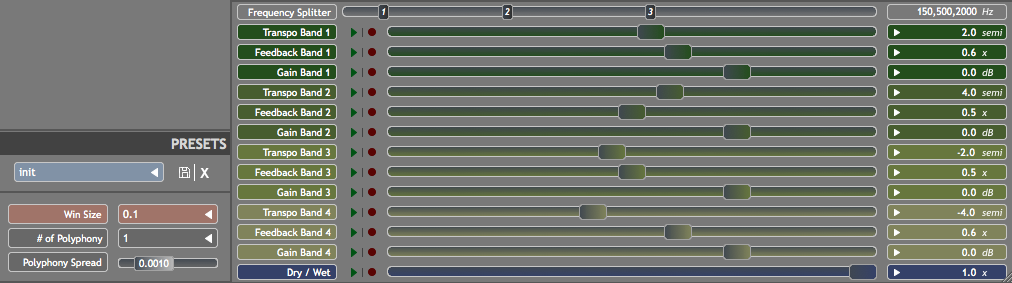 Frequency Splitter 1 2 3 150,500,2000 Hz
Transpo Band 1 2.0 semi
Feedback Band 1 0.6 x
Gain Band 1 0.0 dB
Transpo Band 2 4.0 semi
Feedback Band 2 0.5 x
Gain Band 2 0.0 dB
Transpo Band 3 -2.0 semi
Feedback Band 3 0.5 x
Gain Band 3 0.0 dB
Transpo Band 4 -4.0 semi
Feedback Band 4 0.6 x
Gain Band 4 0.0 dB
Dry / Wet 1.0 x
PRESETS
init X
Win Size 0.1
# of Polyphony 1
Polyphony Spread 0.0010